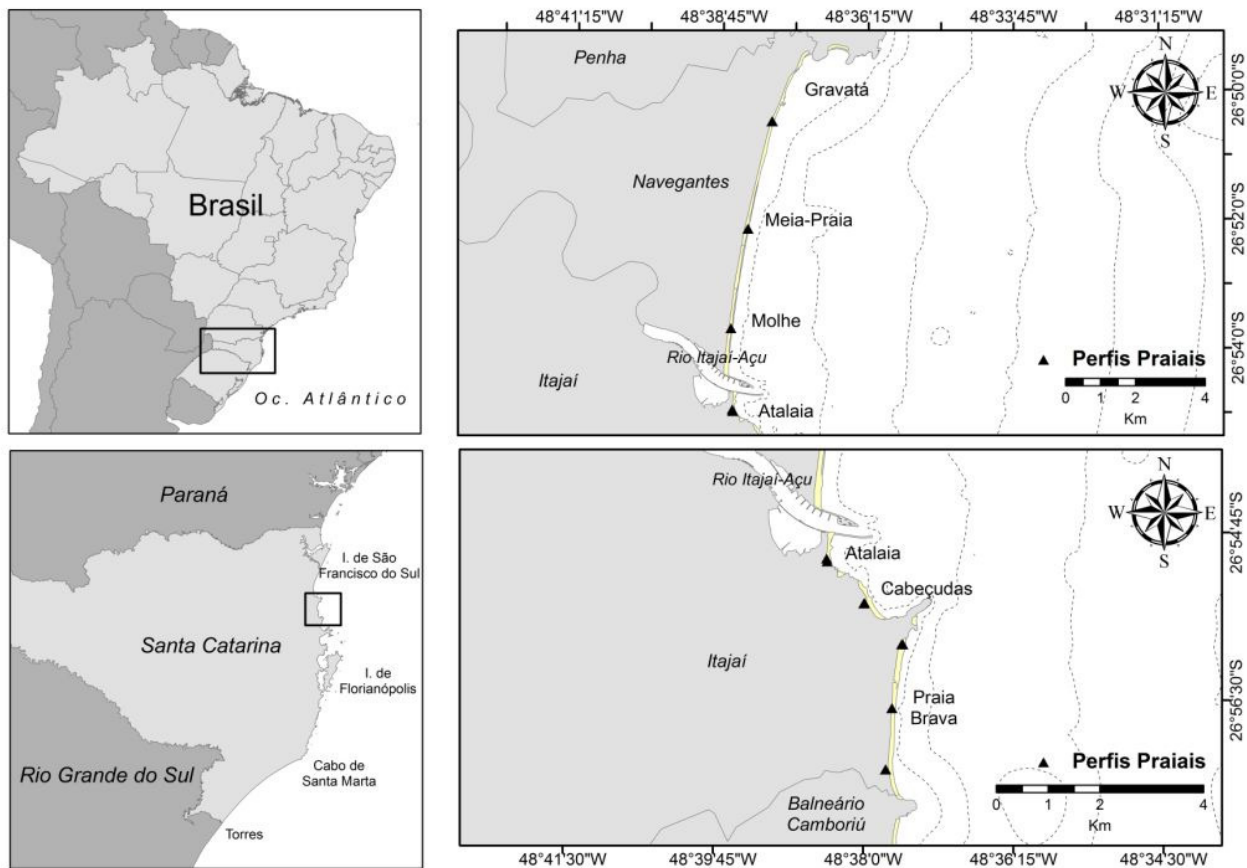 Brasil
Oc. Atlântico
48°41'15"W 48°38'45"W 48°36'15"W 48°33'45"W 48°31'15"W
Penha
Gravatá
N
W E
S
26°50'0"S
Navegantes
Meia-Praia
26°52'0"S
Molhe
Rio Itajaí-Açu
26°54'0"S
Perfis Praiais
Itajaí
Atalaia
0 1 2 4
Km
Paraná
I. de São
Francisco do Sul
Santa Catarina
I. de
Florianópolis
Rio Grande do Sul
Cabo de
Santa Marta
Torres
Rio Itajaí-Açu
N
W E
S
26°54'45"S
Atalaia
Cabeçudas
Itajaí
Praia
Brava
26°56'30"S
Perfis Praiais
Balneário
Camboriú
0 1 2 4
Km
48°41'30"W 48°39'45"W 48°38'0"W 48°36'15"W 48°34'30"W